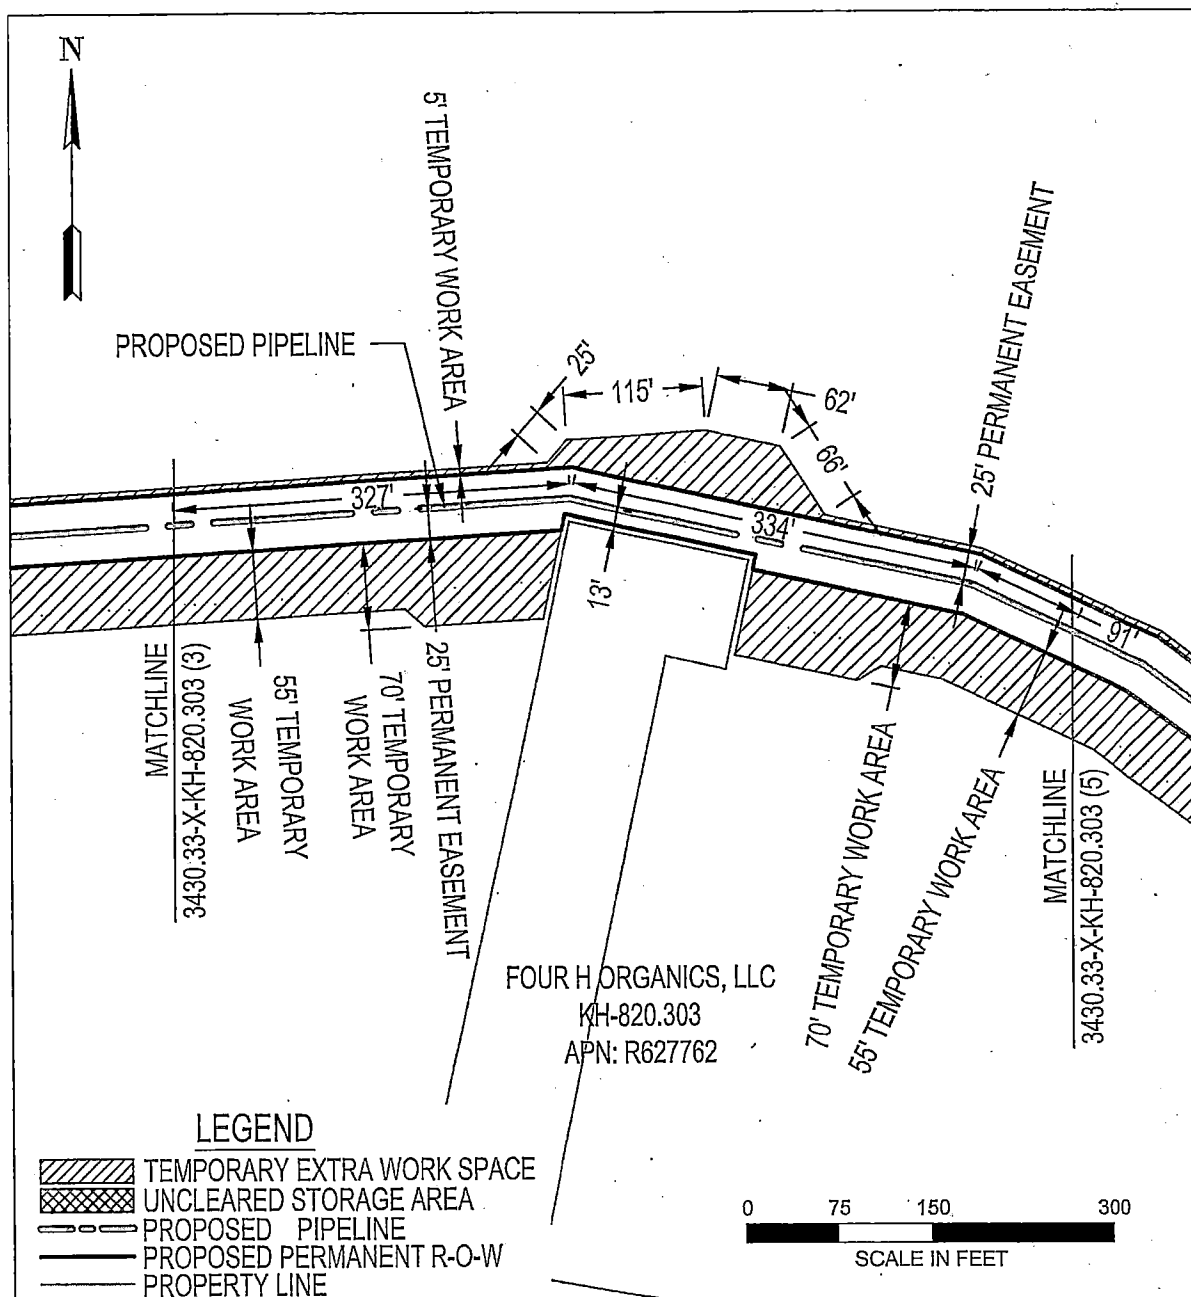 N
5' TEMPORARY WORK AREA
PROPOSED PIPELINE
25'
115'
62'
66'
25' PERMANENT EASEMENT
327'
334'
13'
91'
MATCHLINE
3430.33-X-KH-820.303 (3)
55' TEMPORARY
WORK AREA
70' TEMPORARY
WORK AREA
25' PERMANENT EASEMENT
70' TEMPORARY WORK AREA
55' TEMPORARY WORK AREA
MATCHLINE
3430.33-X-KH-820.303 (5)
FOUR H ORGANICS, LLC
KH-820.303
APN: R627762
LEGEND
TEMPORARY EXTRA WORK SPACE
UNCLEARED STORAGE AREA
PROPOSED PIPELINE
PROPOSED PERMANENT R-O-W
PROPERTY LINE
0 75 150 300
SCALE IN FEET